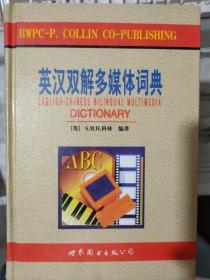 BWPC-P. COLLIN CO-PUBLISHING
英汉双解多媒体词典
ENGLISH-CHINESE BILINGUAL MULTIMEDIA
DICTIONARY
[英] S.M.H.科林 编著
ABC
世界图书出版公司